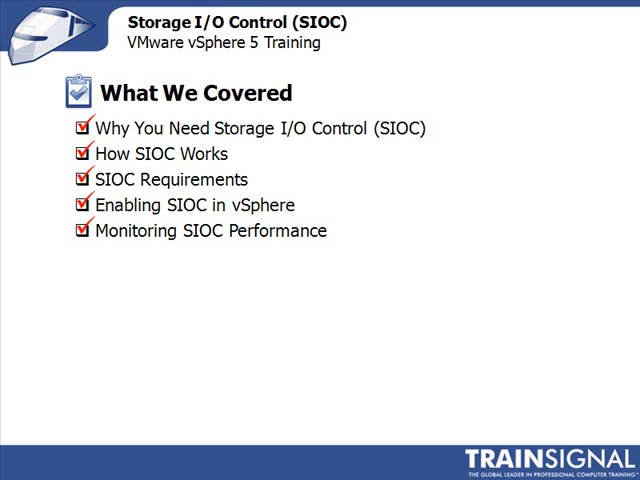 Storage I/O Control (SIOC)
VMware vSphere 5 Training
What We Covered
Why You Need Storage I/O Control (SIOC)
How SIOC Works
SIOC Requirements
Enabling SIOC in vSphere
Monitoring SIOC Performance
TRAINSIGNAL
THE GLOBAL LEADER IN PROFESSIONAL COMPUTER TRAINING